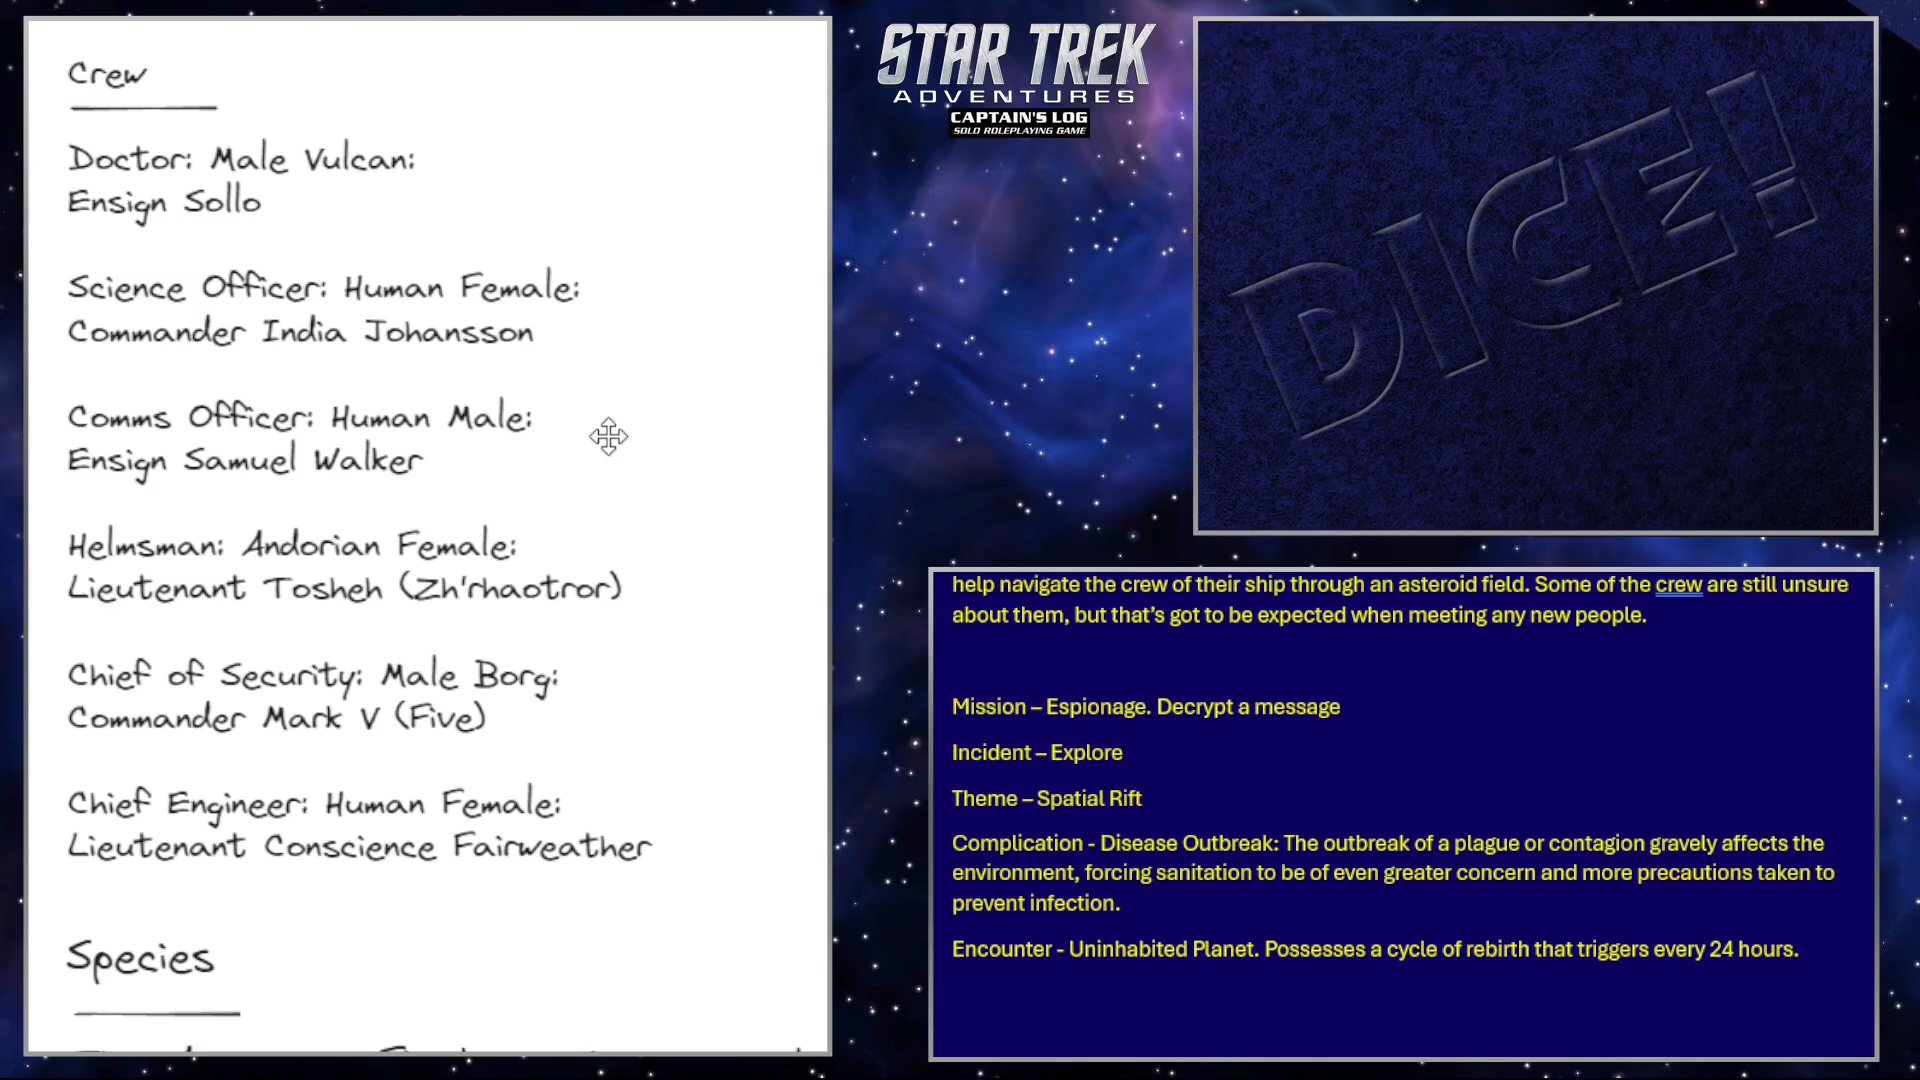 Crew
Doctor: Male Vulcan:
Ensign Sollo
Science Officer: Human Female:
Commander India Johansson
Comms Officer: Human Male:
Ensign Samuel Walker
Helmsman: Andorian Female:
Lieutenant Tosheh (Zh'rhaotror)
Chief of Security: Male Borg:
Commander Mark V (Five)
Chief Engineer: Human Female:
Lieutenant Conscience Fairweather
Species
STAR TREK
ADVENTURES
CAPTAIN'S LOG
SOLO ROLEPLAYING GAME
DICE!
help navigate the crew of their ship through an asteroid field. Some of the crew are still unsure
about them, but that's got to be expected when meeting any new people.
Mission – Espionage. Decrypt a message
Incident – Explore
Theme – Spatial Rift
Complication - Disease Outbreak: The outbreak of a plague or contagion gravely affects the
environment, forcing sanitation to be of even greater concern and more precautions taken to
prevent infection.
Encounter - Uninhabited Planet. Possesses a cycle of rebirth that triggers every 24 hours.